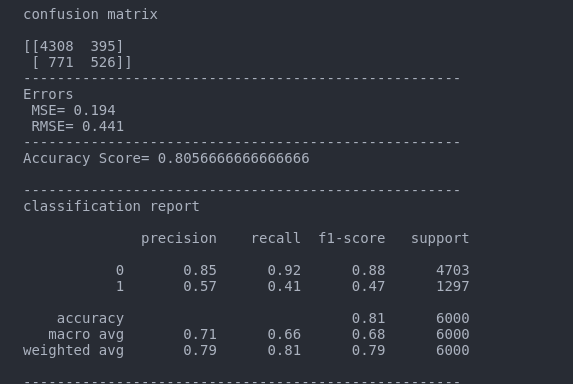 confusion matrix
[[4308  395]
 [ 771  526]]
------------------------------------------------------
Errors
 MSE= 0.194
 RMSE= 0.441
------------------------------------------------------
Accuracy Score= 0.8056666666666666
------------------------------------------------------
classification report
              precision    recall  f1-score   support
           0       0.85      0.92      0.88      4703
           1       0.57      0.41      0.47      1297
    accuracy                           0.81      6000
   macro avg       0.71      0.66      0.68      6000
weighted avg       0.79      0.81      0.79      6000
------------------------------------------------------